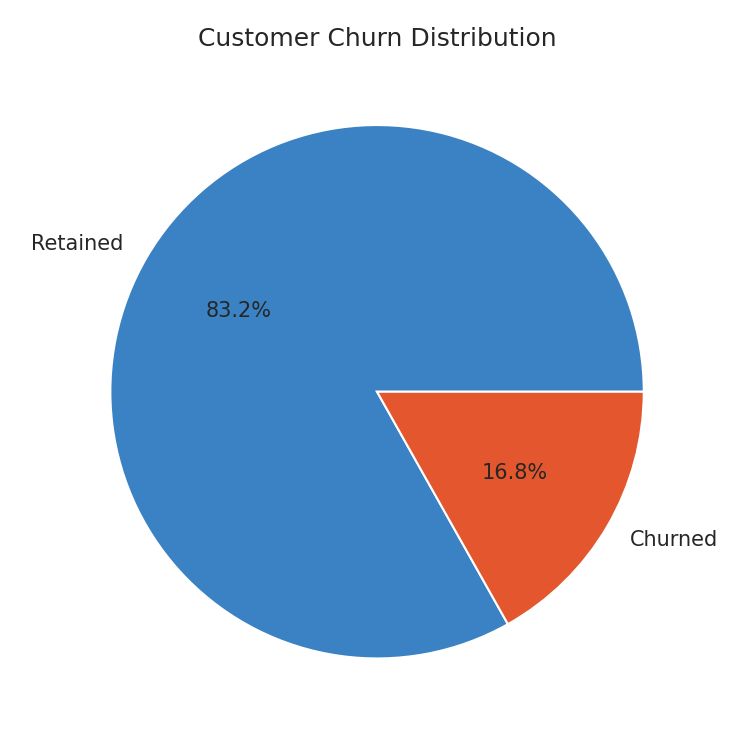 Customer Churn Distribution
Retained
83.2%
16.8%
Churned